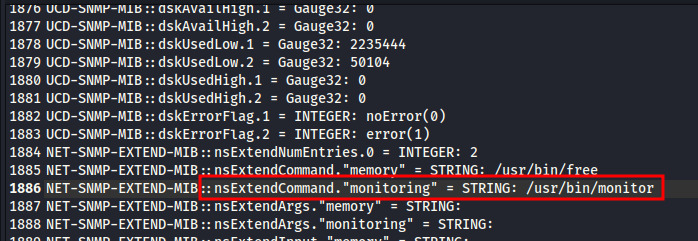 1876 UCD-SNMP-MIB::dskAvailHigh.1 = Gauge32: 0
1877 UCD-SNMP-MIB::dskAvailHigh.2 = Gauge32: 0
1878 UCD-SNMP-MIB::dskUsedLow.1 = Gauge32: 2235444
1879 UCD-SNMP-MIB::dskUsedLow.2 = Gauge32: 50104
1880 UCD-SNMP-MIB::dskUsedHigh.1 = Gauge32: 0
1881 UCD-SNMP-MIB::dskUsedHigh.2 = Gauge32: 0
1882 UCD-SNMP-MIB::dskErrorFlag.1 = INTEGER: noError(0)
1883 UCD-SNMP-MIB::dskErrorFlag.2 = INTEGER: error(1)
1884 NET-SNMP-EXTEND-MIB::nsExtendNumEntries.0 = INTEGER: 2
1885 NET-SNMP-EXTEND-MIB::nsExtendCommand."memory" = STRING: /usr/bin/free
1886 NET-SNMP-EXTEND-MIB::nsExtendCommand."monitoring" = STRING: /usr/bin/monitor
1887 NET-SNMP-EXTEND-MIB::nsExtendArgs."memory" = STRING:
1888 NET-SNMP-EXTEND-MIB::nsExtendArgs."monitoring" = STRING:
1889 NET-SNMP-EXTEND-MIB::nsExtendInput."memory" = STRING: